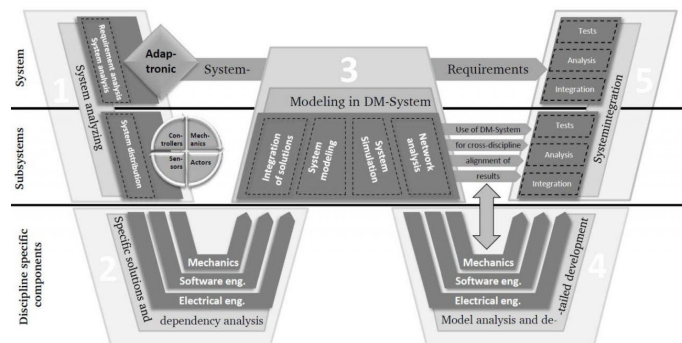 System
Subsystems
Discipline specific
components
1
System analyzing
Requirement analysis
System analysis
Adap-
tronic
System-
Requirements
System distribution
Con-
trollers
Mech-
anics
Sen-
sors
Actors
3
Modeling in DM-System
Integration
of solutions
System
modeling
System
Simulation
Network
analysis
Use of DM-System
for cross-discipline
alignment of
results
5
Systemintegration
Tests
Analysis
Integration
Tests
Analysis
Integration
2
Specific solutions and
dependency analysis
Mechanics
Software eng.
Electrical eng.
4
Model analysis and de-
tailed development
Mechanics
Software eng.
Electrical eng.